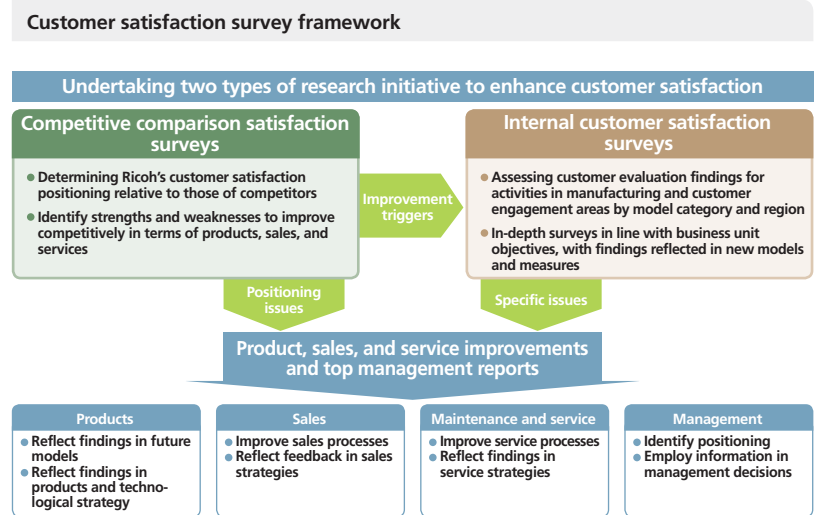 Customer satisfaction survey framework
Undertaking two types of research initiative to enhance customer satisfaction
Competitive comparison satisfaction
surveys
● Determining Ricoh's customer satisfaction
positioning relative to those of competitors
● Identify strengths and weaknesses to improve
competitively in terms of products, sales, and
services
Improvement
triggers
Internal customer satisfaction
surveys
● Assessing customer evaluation findings for
activities in manufacturing and customer
engagement areas by model category and region
● In-depth surveys in line with business unit
objectives, with findings reflected in new models
and measures
Positioning
issues
Specific issues
Product, sales, and service improvements
and top management reports
Products
● Reflect findings in future
models
● Reflect findings in
products and techno-
logical strategy
Sales
● Improve sales processes
● Reflect feedback in sales
strategies
Maintenance and service
● Improve service processes
● Reflect findings in
service strategies
Management
● Identify positioning
● Employ information in
management decisions